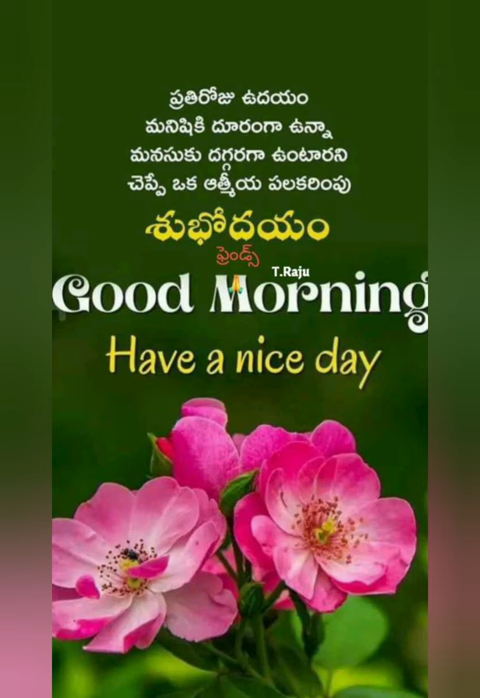 ప్రతిరోజు ఉదయం
మనిషికి దూరంగా ఉన్నా
మనసుకు దగ్గరగా ఉంటారని
చెప్పే ఒక ఆత్మీయ పలకరింపు
శుభోదయం
ఫ్రెండ్స్
T.Raju
Good Morning
Have a nice day